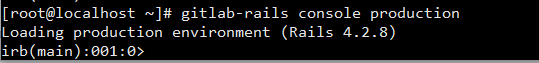 [root@localhost ~]# gitlab-rails console production
Loading production environment (Rails 4.2.8)
irb(main):001:0>